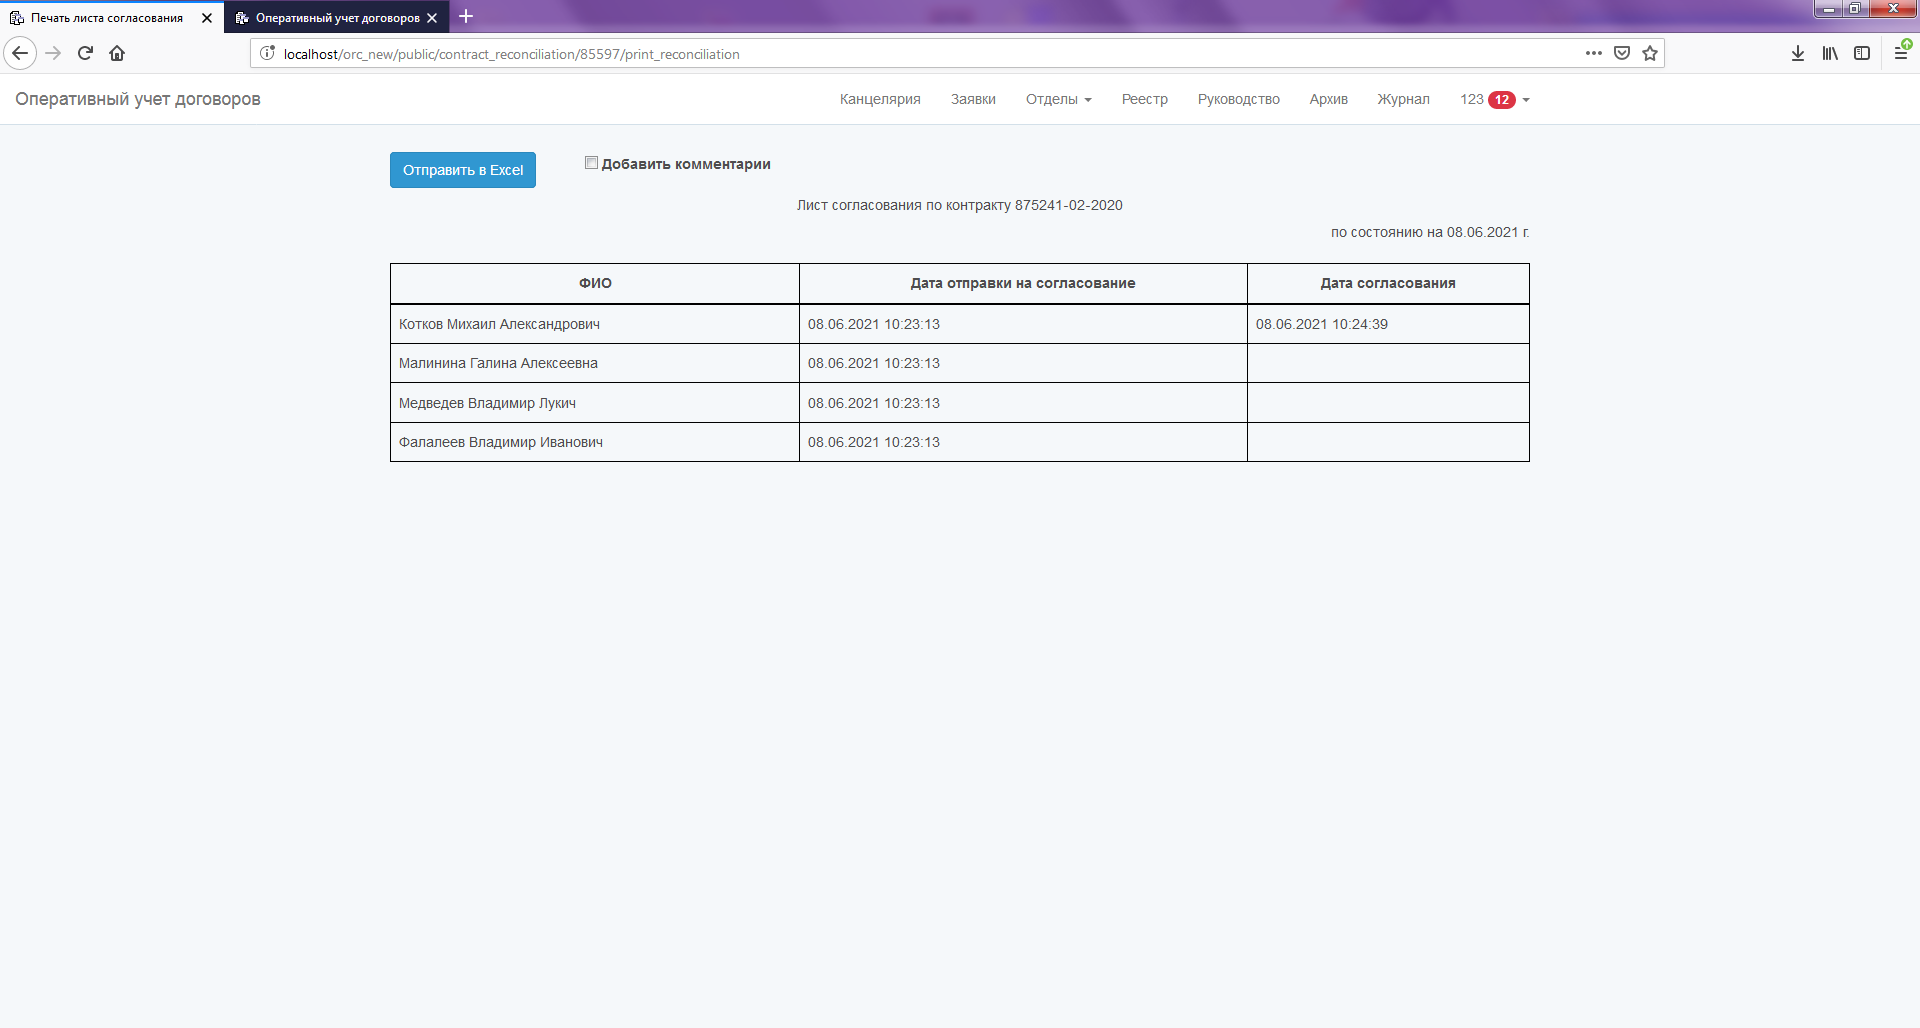 Печать листа согласования
Оперативный учет договоров
localhost/orc_new/public/contract_reconciliation/85597/print_reconciliation
Оперативный учет договоров Канцелярия Заявки Отделы Реестр Руководство Архив Журнал 123 12
Отправить в Excel Добавить комментарии
Лист согласования по контракту 875241-02-2020
по состоянию на 08.06.2021 г.
ФИО Дата отправки на согласование Дата согласования
Котков Михаил Александрович 08.06.2021 10:23:13 08.06.2021 10:24:39
Малинина Галина Алексеевна 08.06.2021 10:23:13
Медведев Владимир Лукич 08.06.2021 10:23:13
Фалалеев Владимир Иванович 08.06.2021 10:23:13